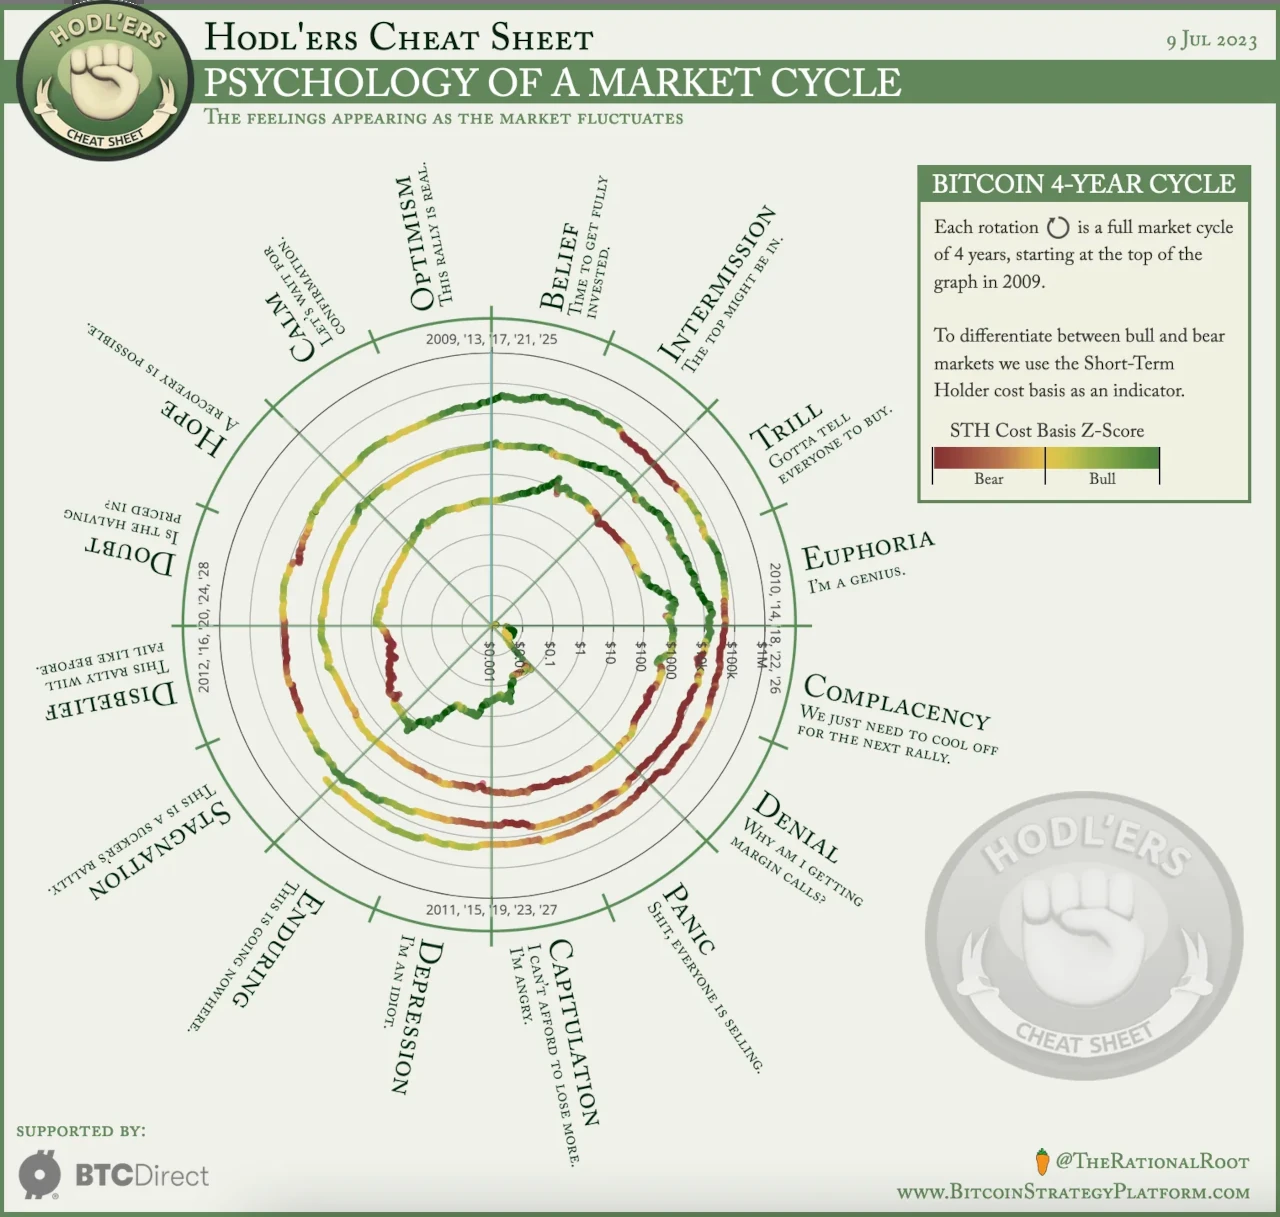 HODL'ERS
CHEAT SHEET
Hodl'ers Cheat Sheet
9 Jul 2023
PSYCHOLOGY OF A MARKET CYCLE
The feelings appearing as the market fluctuates
BITCOIN 4-YEAR CYCLE
Each rotation is a full market cycle
of 4 years, starting at the top of the
graph in 2009.
To differentiate between bull and bear
markets we use the Short-Term
Holder cost basis as an indicator.
STH Cost Basis Z-Score
Bear
Bull
Optimism
This rally is real.
Belief
Time to get fully
invested.
Intermission
The top might be in.
Trill
Gotta tell
everyone to buy.
Euphoria
I'm a genius.
Complacency
We just need to cool off
for the next rally.
Denial
Why am I getting
margin calls?
Panic
Shit, everyone is selling.
Capitulation
I can't afford to lose more.
I'm angry.
Depression
I'm an idiot.
Enduring
This is going nowhere.
Stagnation
This is a sucker's rally.
Disbelief
This rally will
fail like before.
Doubt
Is the halving
priced in?
Hope
A recovery is possible.
Calm
Let's wait for
confirmation.
2009, '13, '17, '21, '25
2010, '14, '18, '22, '26
2011, '15, '19, '23, '27
2012, '16, '20, '24, '28
$0.001
$0,1
$1
$10
$100
$1000
$100k
$1M
HODL'ERS
CHEAT SHEET
supported by:
BTCDirect
@TheRationalRoot
www.BitcoinStrategyPlatform.com